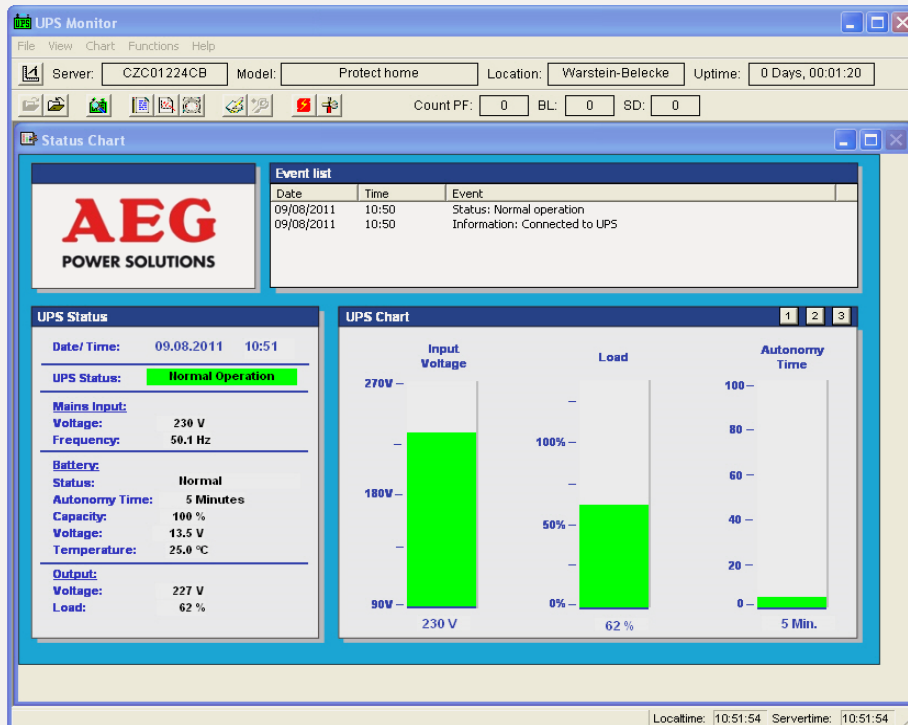 UPS Monitor
File View Chart Functions Help
Server: CZC01224CB Model: Protect home Location: Warstein-Belecke Uptime: 0 Days, 00:01:20
Count PF: 0 BL: 0 SD: 0
Status Chart
AEG
POWER SOLUTIONS
Event list
Date Time Event
09/08/2011 10:50 Status: Normal operation
09/08/2011 10:50 Information: Connected to UPS
UPS Status
Date/ Time: 09.08.2011 10:51
UPS Status: Normal Operation
Mains Input:
Voltage: 230 V
Frequency: 50.1 Hz
Battery:
Status: Normal
Autonomy Time: 5 Minutes
Capacity: 100 %
Voltage: 13.5 V
Temperature: 25.0 °C
Output:
Voltage: 227 V
Load: 62 %
UPS Chart 1 2 3
Input
Voltage
270V
180V
90V
230 V
Load
100%
50%
0%
62 %
Autonomy
Time
100
80
60
40
20
0
5 Min.
Localtime: 10:51:54 Servertime: 10:51:54